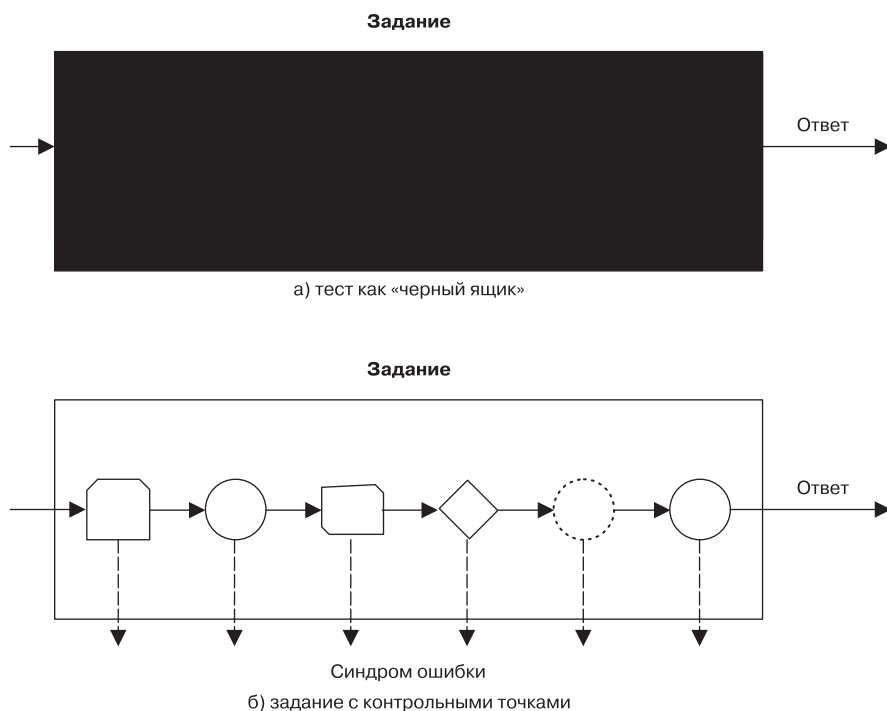 Задание
Ответ
а) тест как «черный ящик»
Задание
Ответ
Синдром ошибки
б) задание с контрольными точками